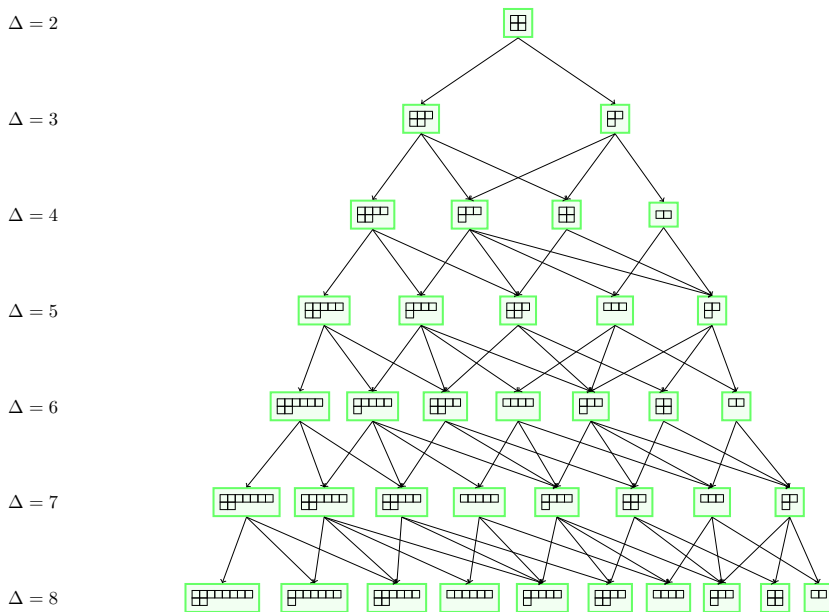 Δ = 2
Δ = 3
Δ = 4
Δ = 5
Δ = 6
Δ = 7
Δ = 8